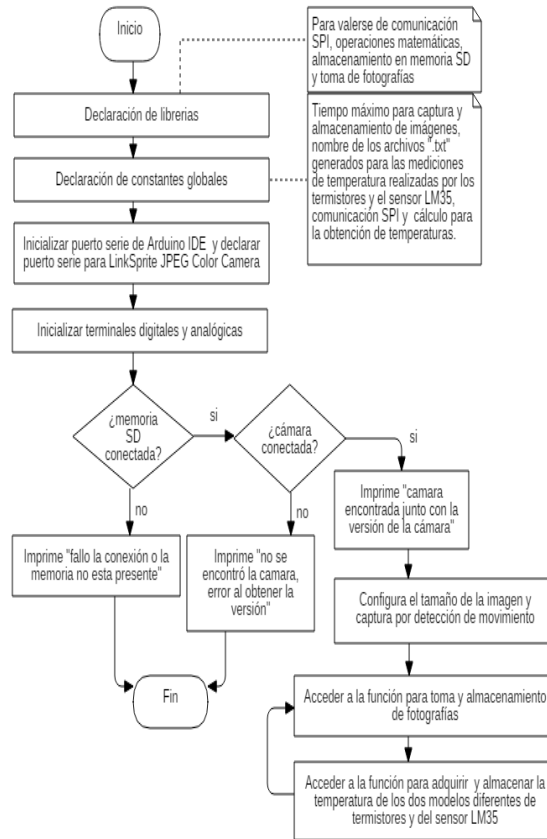 Inicio
Para valerse de comunicación
SPI, operaciones matemáticas,
almacenamiento en memoria SD
y toma de fotografías
Declaración de librerias
Tiempo máximo para captura y
almacenamiento de imágenes,
nombre de los archivos ".txt"
generados para las mediciones
de temperatura realizadas por los
termistores y el sensor LM35,
comunicación SPI y cálculo para
la obtención de temperaturas.
Declaración de constantes globales
Inicializar puerto serie de Arduino IDE y declarar
puerto serie para LinkSprite JPEG Color Camera
Inicializar terminales digitales y analógicas
¿memoria
SD
conectada?
si
¿cámara
conectada?
si
no
no
Imprime "camara
encontrada junto con la
versión de la cámara"
Imprime "fallo la conexión o la
memoria no esta presente"
Imprime "no se
encontró la camara,
error al obtener la
versión"
Configura el tamaño de la imagen y
captura por detección de movimiento
Fin
Acceder a la función para toma y almacenamiento
de fotografías
Acceder a la función para adquirir y almacenar la
temperatura de los dos modelos diferentes de
termistores y del sensor LM35